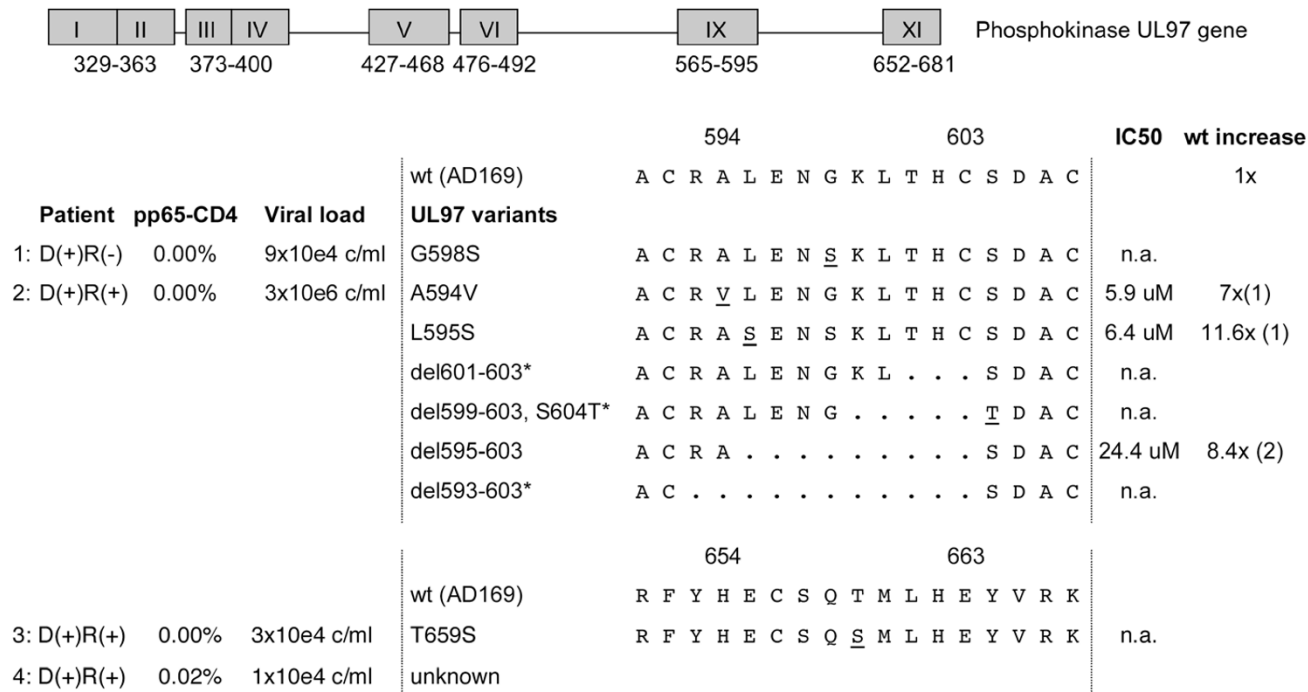 I II III IV V VI IX XI Phosphokinase UL97 gene
329-363 373-400 427-468 476-492 565-595 652-681
594 603 IC50 wt increase
wt (AD169) A C R A L E N G K L T H C S D A C 1x
Patient pp65-CD4 Viral load UL97 variants
1: D(+)R(-) 0.00% 9x10e4 c/ml G598S A C R A L E N S K L T H C S D A C n.a.
2: D(+)R(+) 0.00% 3x10e6 c/ml A594V A C R V L E N G K L T H C S D A C 5.9 uM 7x(1)
L595S A C R A S E N S K L T H C S D A C 6.4 uM 11.6x (1)
del601-603* A C R A L E N G K L . . . S D A C n.a.
del599-603, S604T* A C R A L E N G . . . . . T D A C n.a.
del595-603 A C R A . . . . . . . . . S D A C 24.4 uM 8.4x (2)
del593-603* A C . . . . . . . . . . . S D A C n.a.
654 663
wt (AD169) R F Y H E C S Q T M L H E Y V R K
3: D(+)R(+) 0.00% 3x10e4 c/ml T659S R F Y H E C S Q S M L H E Y V R K n.a.
4: D(+)R(+) 0.02% 1x10e4 c/ml unknown